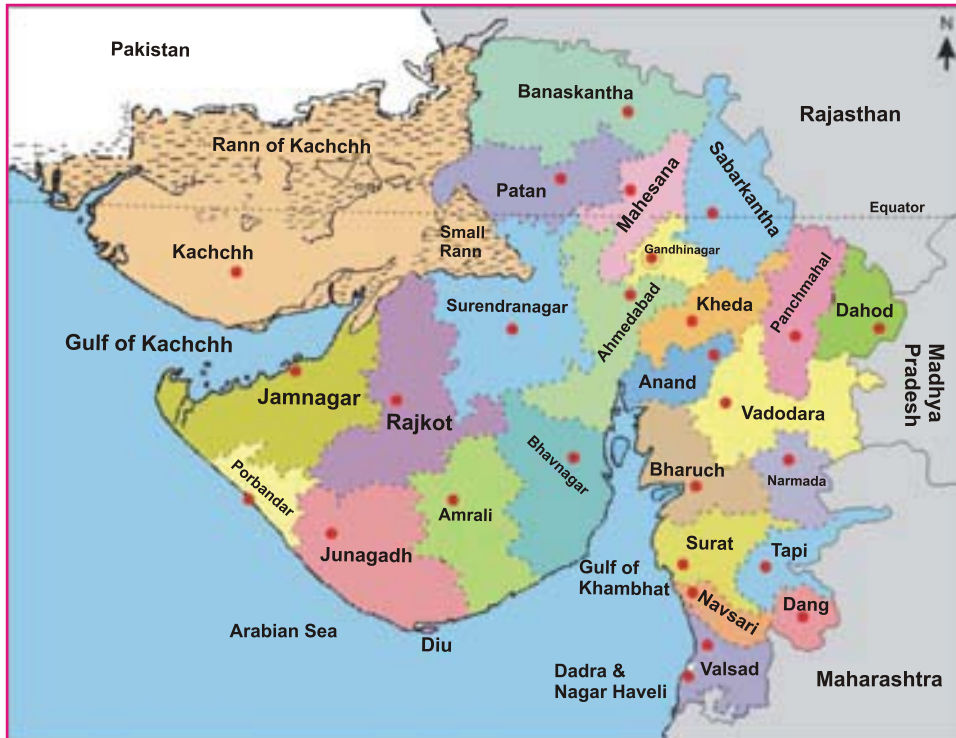 N
Pakistan
Banaskantha
Rajasthan
Rann of Kachchh
Sabarkantha
Mahesana
Patan
Equator
Small
Rann
Kachchh
Gandhinagar
Surendranagar
Ahmedabad
Kheda
Panchmahal
Dahod
Gulf of Kachchh
Madhya
Pradesh
Anand
Jamnagar
Vadodara
Rajkot
Bhavnagar
Bharuch
Narmada
Porbandar
Amrali
Junagadh
Surat
Tapi
Gulf of
Khambhat
Navsari
Dang
Arabian Sea
Diu
Dadra &
Nagar Haveli
Valsad
Maharashtra